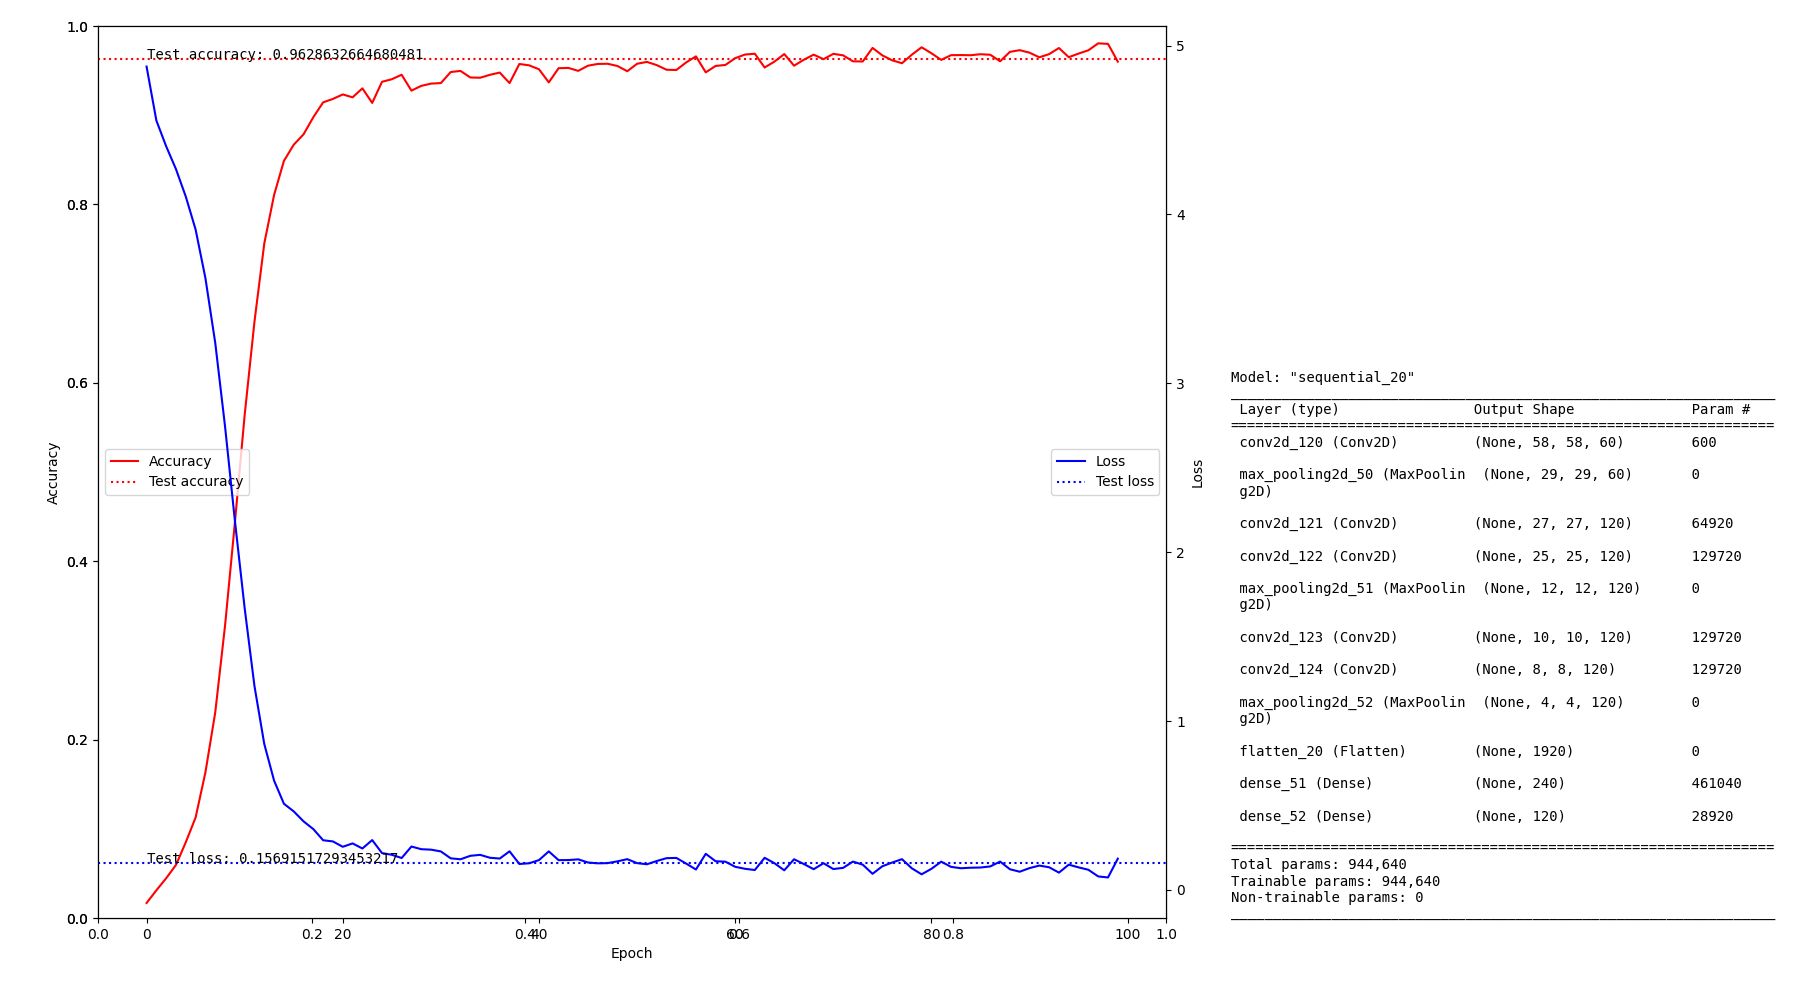 1.0
0.8
0.6
0.4
0.2
0.0
Accuracy
Test accuracy: 0.9628632664680481
Accuracy
Test accuracy
Loss
Test loss
Test loss: 0.15691517293453217
5
4
3
2
1
0
Loss
0.0 0 0.2 20 0.4 40 60 0.6 80 0.8 100 1.0
Epoch
Model: "sequential_20"
Layer (type) Output Shape Param #
=================================================================
conv2d_120 (Conv2D) (None, 58, 58, 60) 600
max_pooling2d_50 (MaxPoolin (None, 29, 29, 60) 0
g2D)
conv2d_121 (Conv2D) (None, 27, 27, 120) 64920
conv2d_122 (Conv2D) (None, 25, 25, 120) 129720
max_pooling2d_51 (MaxPoolin (None, 12, 12, 120) 0
g2D)
conv2d_123 (Conv2D) (None, 10, 10, 120) 129720
conv2d_124 (Conv2D) (None, 8, 8, 120) 129720
max_pooling2d_52 (MaxPoolin (None, 4, 4, 120) 0
g2D)
flatten_20 (Flatten) (None, 1920) 0
dense_51 (Dense) (None, 240) 461040
dense_52 (Dense) (None, 120) 28920
=================================================================
Total params: 944,640
Trainable params: 944,640
Non-trainable params: 0